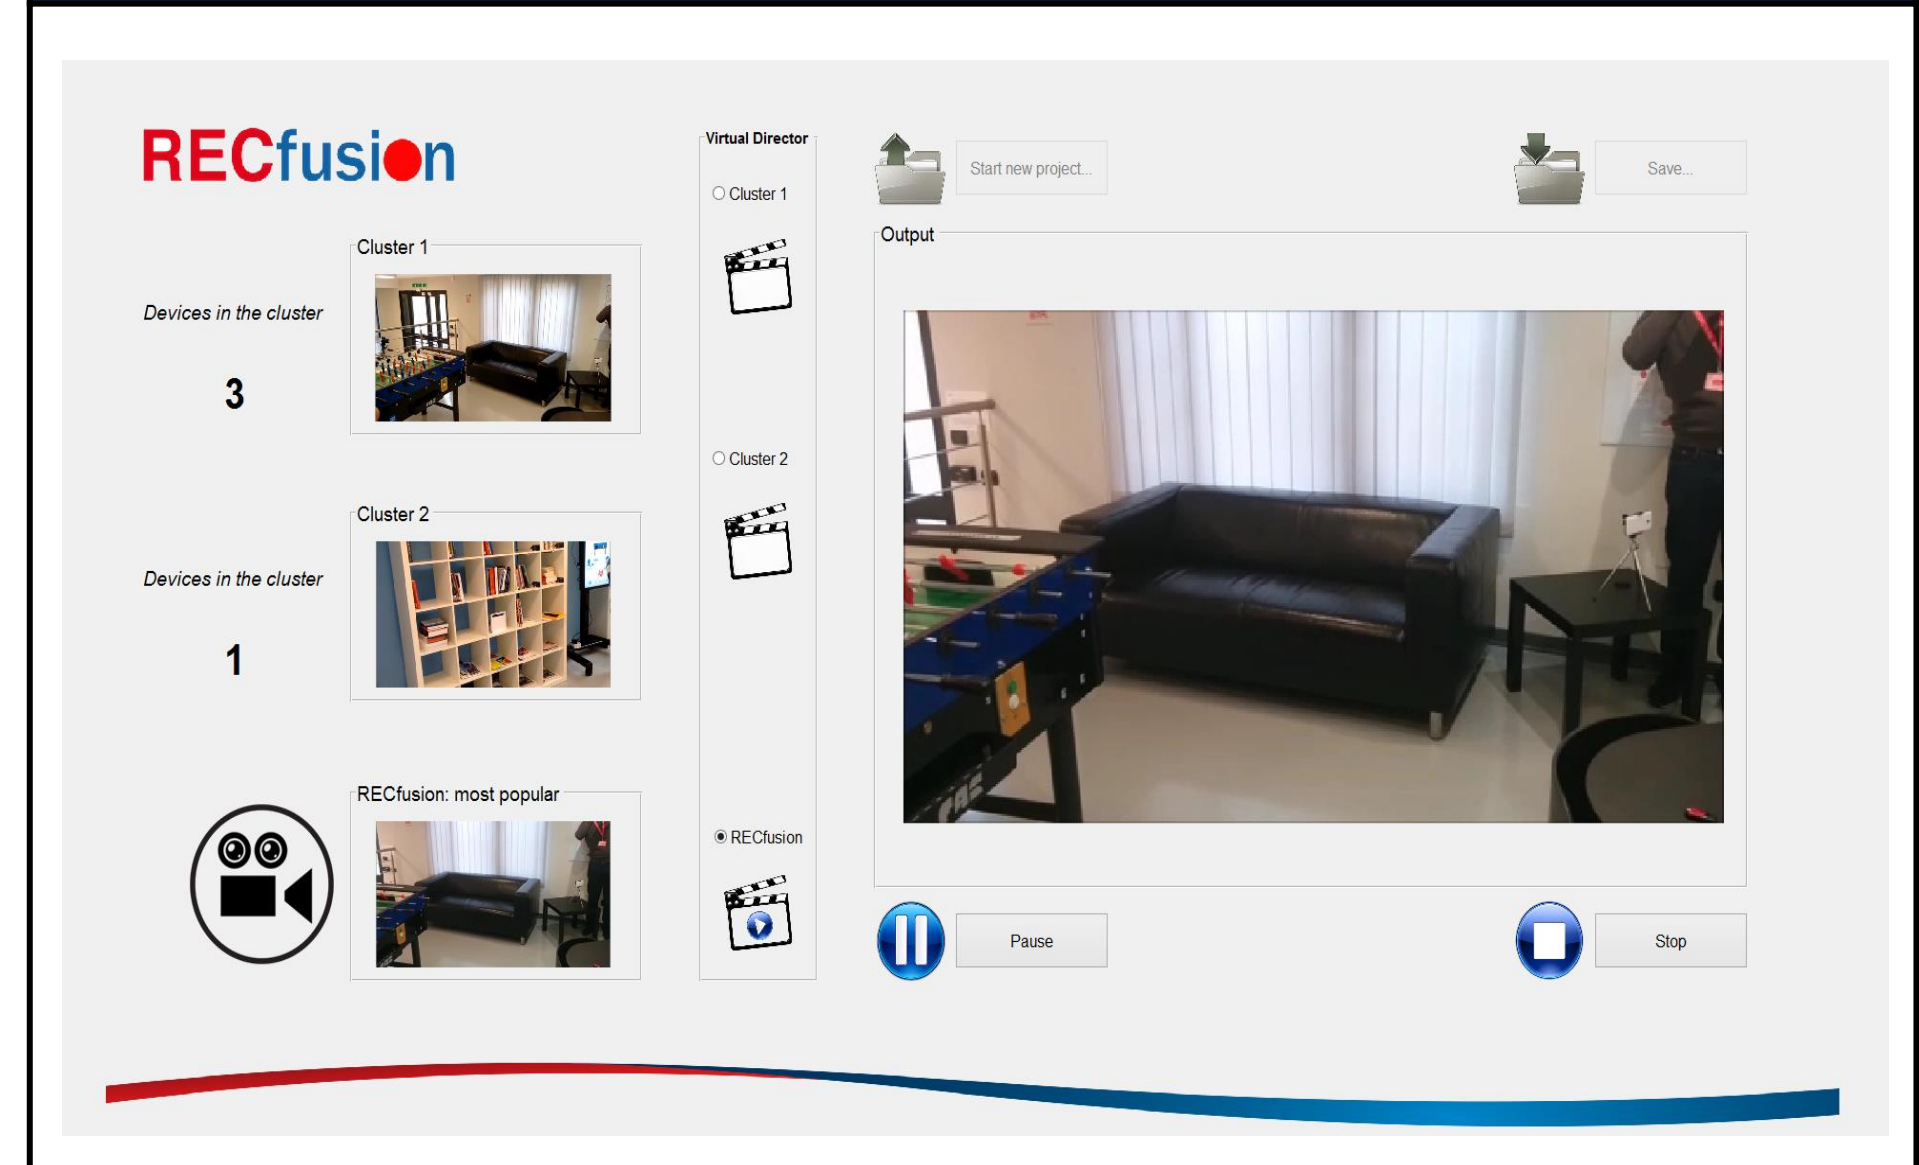 RECfusion
Cluster 1
Devices in the cluster
3
Cluster 2
Devices in the cluster
1
RECfusion: most popular
Virtual Director
Cluster 1
Cluster 2
RECfusion
Start new project...
Save...
Output
Pause
Stop